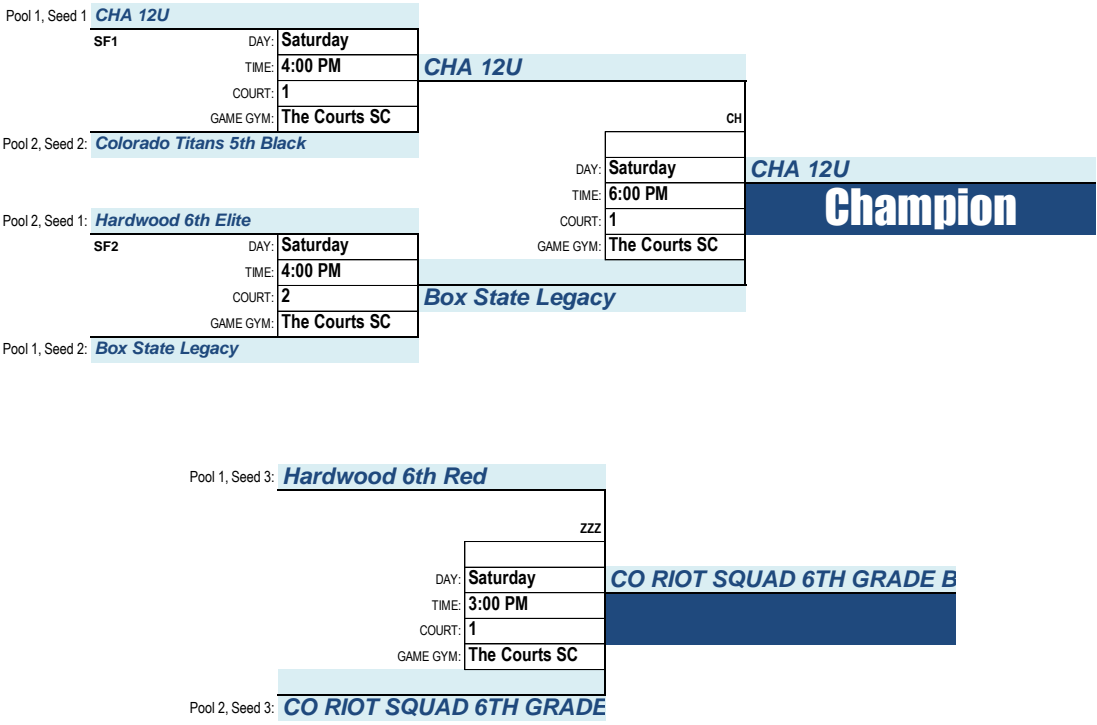 Pool 1, Seed 1 CHA 12U
SF1 DAY: Saturday
TIME: 4:00 PM CHA 12U
COURT: 1
GAME GYM: The Courts SC CH
Pool 2, Seed 2: Colorado Titans 5th Black
DAY: Saturday CHA 12U
TIME: 6:00 PM Champion
Pool 2, Seed 1: Hardwood 6th Elite COURT: 1
SF2 DAY: Saturday GAME GYM: The Courts SC
TIME: 4:00 PM
COURT: 2 Box State Legacy
GAME GYM: The Courts SC
Pool 1, Seed 2: Box State Legacy
Pool 1, Seed 3: Hardwood 6th Red
ZZZ
DAY: Saturday CO RIOT SQUAD 6TH GRADE B
TIME: 3:00 PM
COURT: 1
GAME GYM: The Courts SC
Pool 2, Seed 3: CO RIOT SQUAD 6TH GRADE